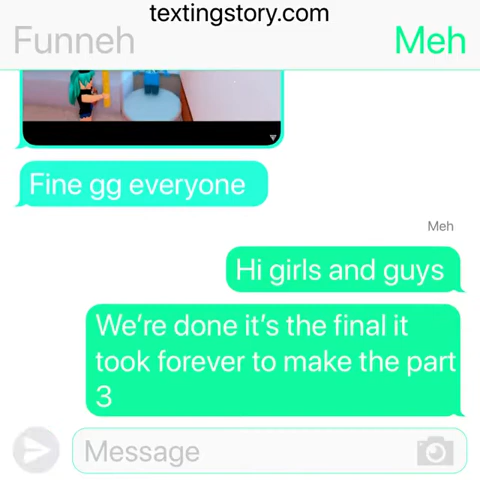 textingstory.com
Funneh Meh
Fine gg everyone
Meh
Hi girls and guys
We’re done it’s the final it
took forever to make the part
3
Message